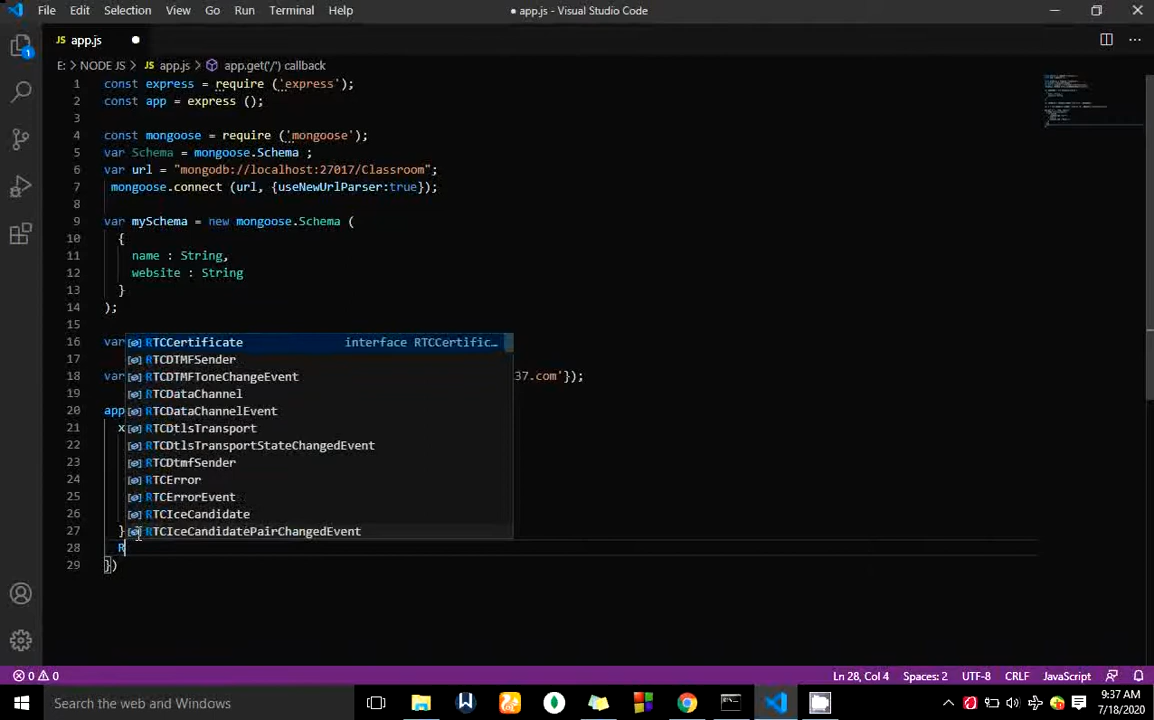 File Edit Selection View Go Run Terminal Help
● app.js - Visual Studio Code
JS app.js ●
E: > NODE JS > JS app.js > app.get('/') callback
1 const express = require ('express');
2 const app = express ();
3
4 const mongoose = require ('mongoose');
5 var Schema = mongoose.Schema ;
6 var url = "mongodb://localhost:27017/Classroom";
7 mongoose.connect (url, {useNewUrlParser:true});
8
9 var mySchema = new mongoose.Schema (
10 {
11 name : String,
12 website : String
13 }
14 );
15
16 var RTCCertificate interface RTCCertific…
17 RTCDTMFSender
18 var RTCDTMFToneChangeEvent 37.com'});
19 RTCDataChannel
20 app RTCDataChannelEvent
21 x RTCDtlsTransport
22 RTCDtlsTransportStateChangedEvent
23 RTCDtmfSender
24 RTCError
25 RTCErrorEvent
26 RTCIceCandidate
27 } RTCIceCandidatePairChangedEvent
28 R
29 })
0 0 Ln 28, Col 4 Spaces: 2 UTF-8 CRLF JavaScript
Search the web and Windows
9:37 AM
7/18/2020